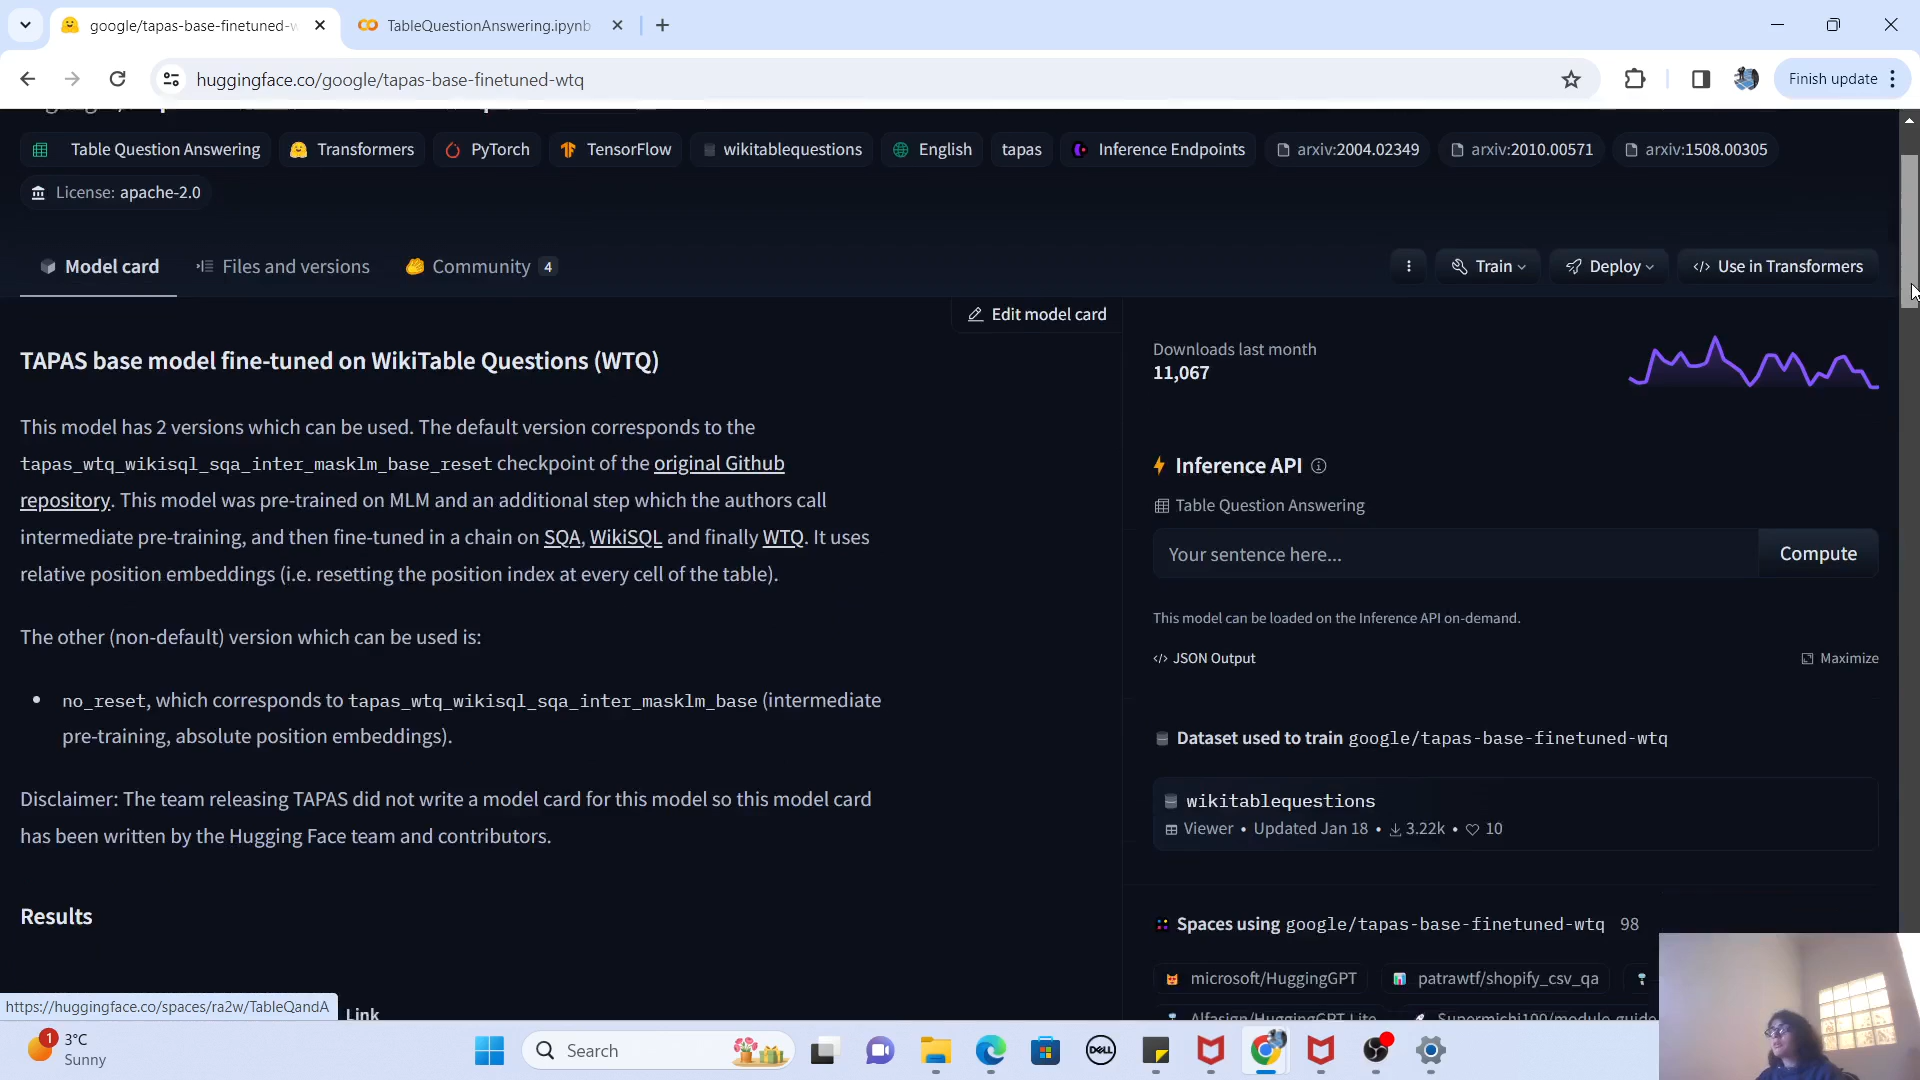 google/tapas-base-finetuned-w
TableQuestionAnswering.ipynb
huggingface.co/google/tapas-base-finetuned-wtq
Finish update
Table Question Answering
Transformers
PyTorch
TensorFlow
wikitablequestions
English
tapas
Inference Endpoints
arxiv:2004.02349
arxiv:2010.00571
arxiv:1508.00305
License: apache-2.0
Model card
Files and versions
Community 4
Train
Deploy
Use in Transformers
Edit model card
TAPAS base model fine-tuned on WikiTable Questions (WTQ)
This model has 2 versions which can be used. The default version corresponds to the
tapas_wtq_wikisql_sqa_inter_masklm_base_reset checkpoint of the original Github
repository. This model was pre-trained on MLM and an additional step which the authors call
intermediate pre-training, and then fine-tuned in a chain on SQA, WikiSQL and finally WTQ. It uses
relative position embeddings (i.e. resetting the position index at every cell of the table).
The other (non-default) version which can be used is:
• no_reset, which corresponds to tapas_wtq_wikisql_sqa_inter_masklm_base (intermediate
pre-training, absolute position embeddings).
Disclaimer: The team releasing TAPAS did not write a model card for this model so this model card
has been written by the Hugging Face team and contributors.
Results
Link
https://huggingface.co/spaces/ra2w/TableQandA
Downloads last month
11,067
Inference API
Table Question Answering
Your sentence here...
Compute
This model can be loaded on the Inference API on-demand.
</> JSON Output
Maximize
Dataset used to train google/tapas-base-finetuned-wtq
wikitablequestions
Viewer • Updated Jan 18 • 3.22k • 10
Spaces using google/tapas-base-finetuned-wtq 98
microsoft/HuggingGPT
patrawtf/shopify_csv_qa
Alfasign/HuggingGPT-Lite
Supermichi100/module-guide
1
3°C
Sunny
Search
DELL